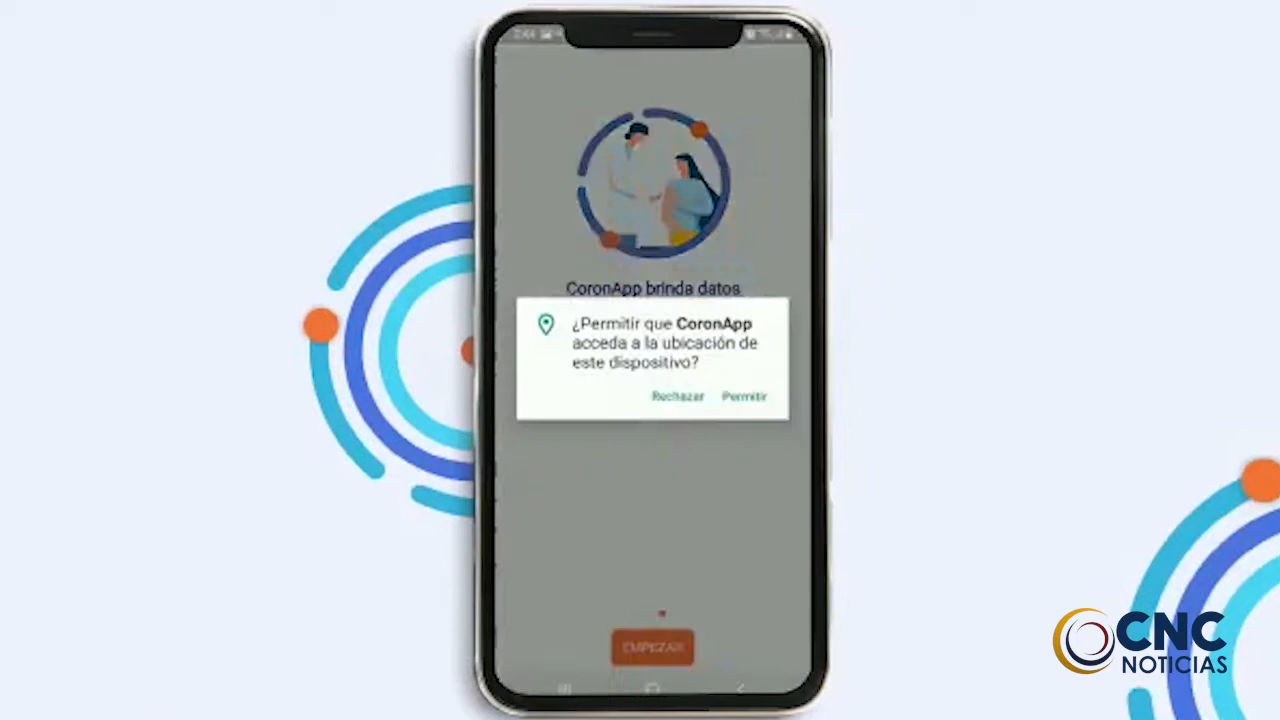 CoronApp brinda datos
¿Permitir que CoronApp
acceda a la ubicación de
este dispositivo?
Rechazar Permitir
EMPEZAR
CNC
NOTICIAS